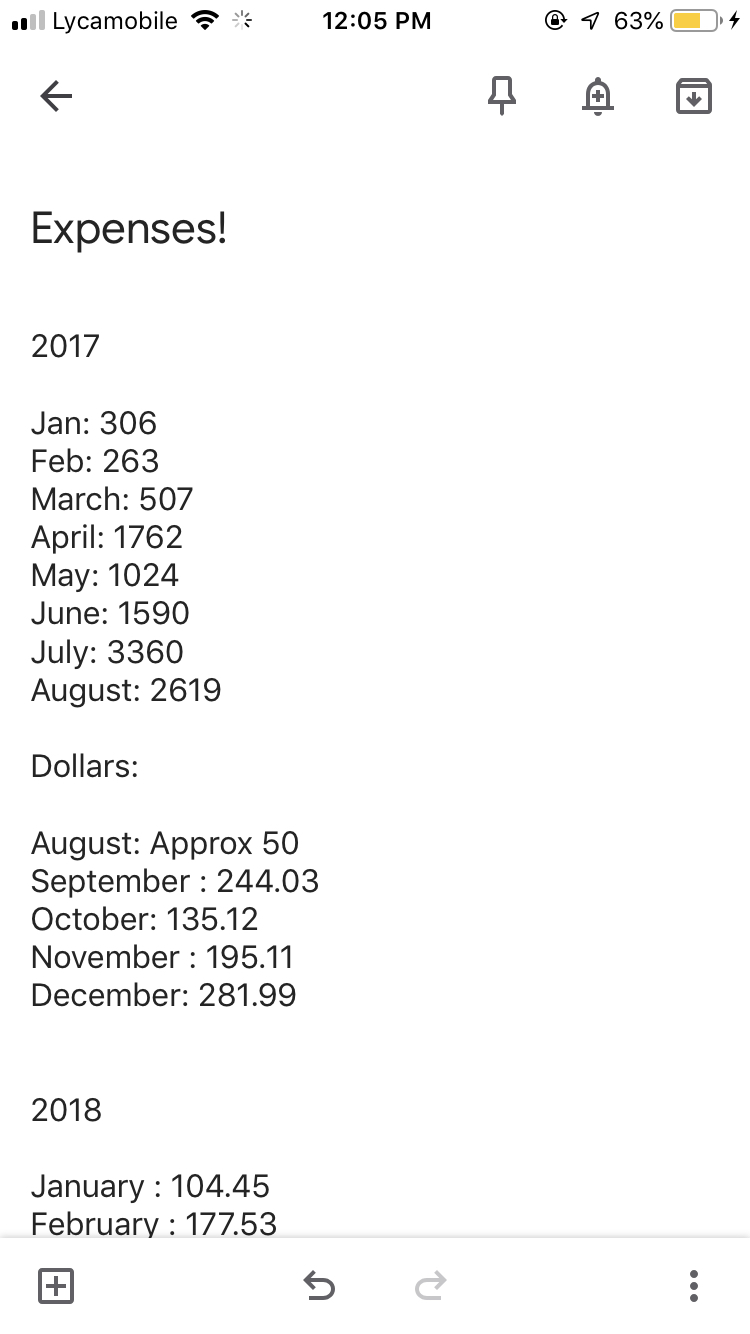 Lycamobile 12:05 PM 63%
Expenses!
2017
Jan: 306
Feb: 263
March: 507
April: 1762
May: 1024
June: 1590
July: 3360
August: 2619
Dollars:
August: Approx 50
September : 244.03
October: 135.12
November : 195.11
December: 281.99
2018
January : 104.45
February : 177.53